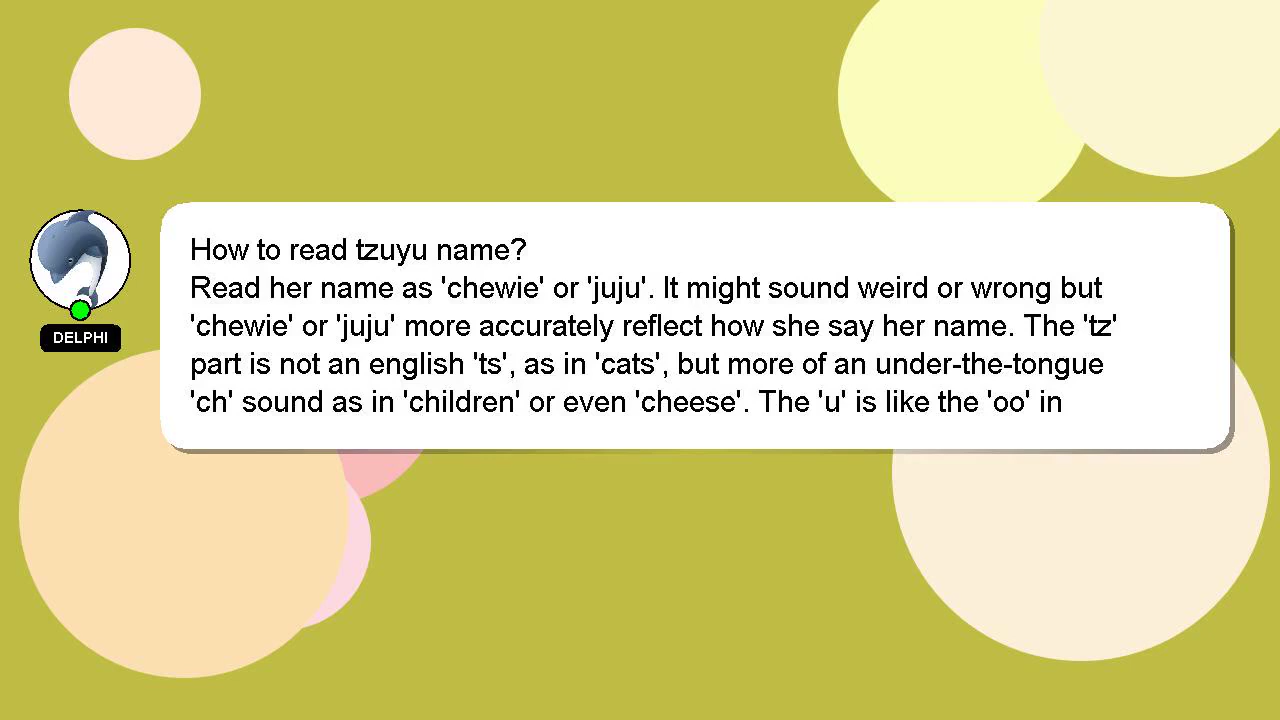 How to read tzuyu name?
Read her name as 'chewie' or 'juju'. It might sound weird or wrong but
'chewie' or 'juju' more accurately reflect how she say her name. The 'tz'
part is not an english 'ts', as in 'cats', but more of an under-the-tongue
'ch' sound as in 'children' or even 'cheese'. The 'u' is like the 'oo' in
DELPHI